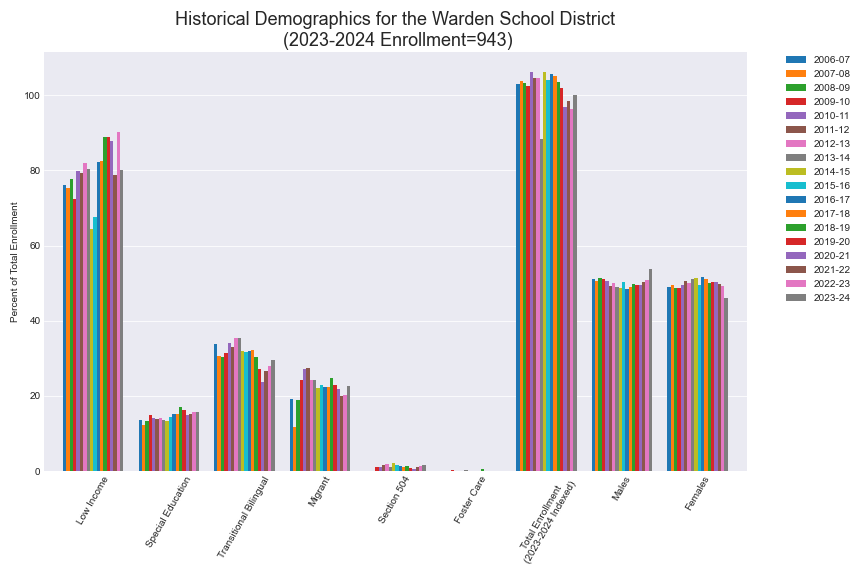 Historical Demographics for the Warden School District
(2023-2024 Enrollment=943)
Percent of Total Enrollment
100
80
60
40
20
0
Low Income
Special Education
Transitional Bilingual
Migrant
Section 504
Foster Care
Total Enrollment
(2023-2024 Indexed)
Males
Females
2006-07
2007-08
2008-09
2009-10
2010-11
2011-12
2012-13
2013-14
2014-15
2015-16
2016-17
2017-18
2018-19
2019-20
2020-21
2021-22
2022-23
2023-24